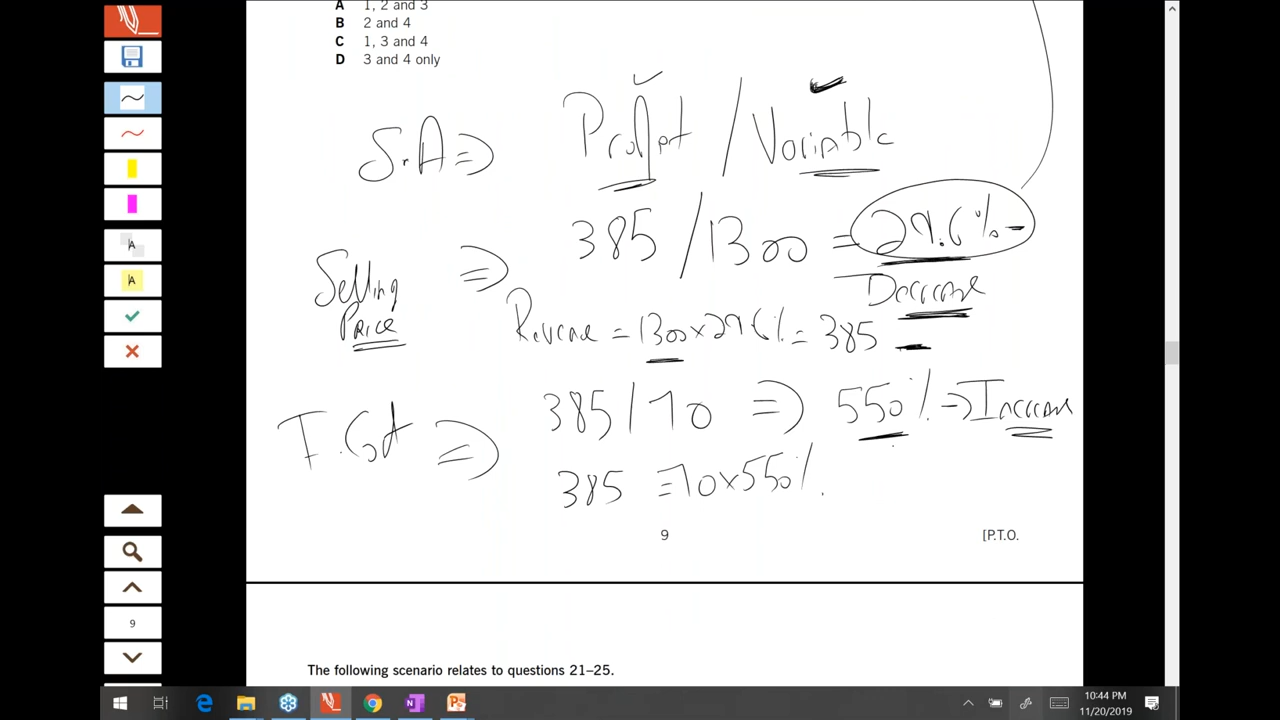 A 1, 2 and 3
B 2 and 4
C 1, 3 and 4
D 3 and 4 only
S.A => Profit / Variable
Selling Price => 385 / 1300 = 29.6%
Decrease
Revenue = 1300 x 29.6% = 385
385 / 70 => 550% => Increase
385 = 70 x 550%.
9
[P.T.O.
The following scenario relates to questions 21–25.
9
10:44 PM
11/20/2019